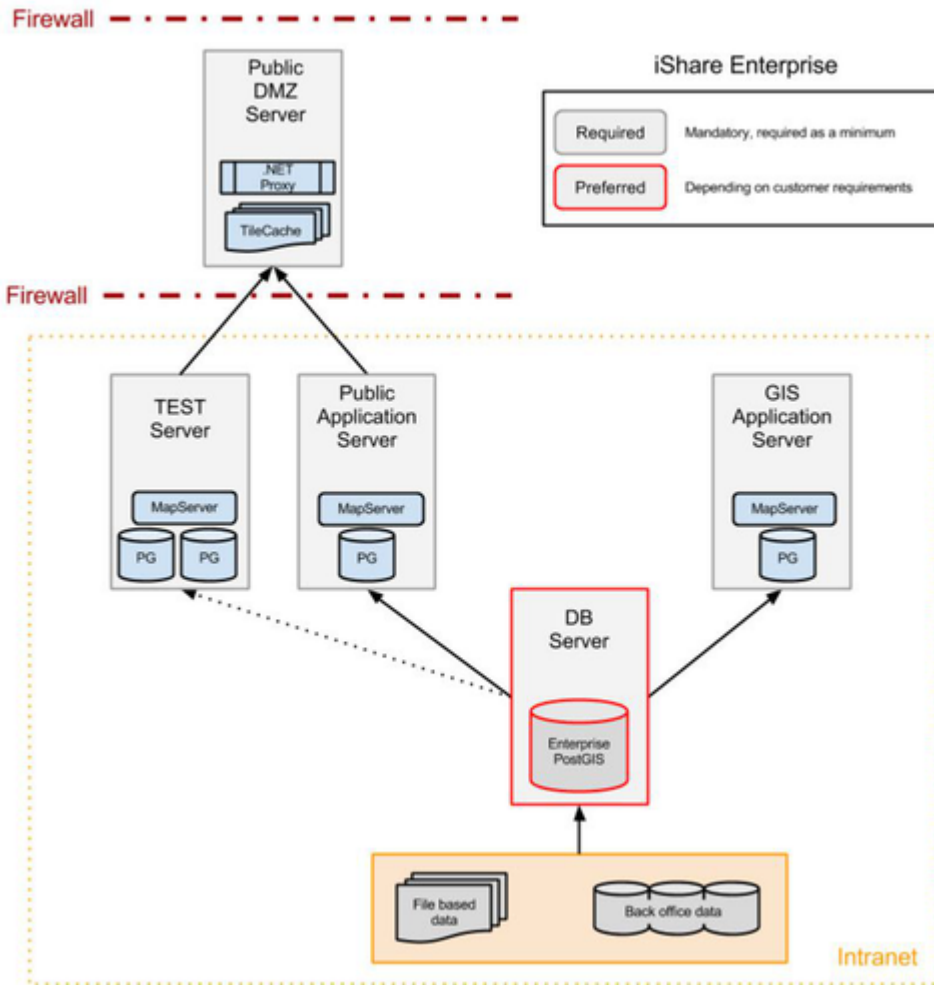 Firewall
Public
DMZ
Server
.NET
Proxy
TileCache
iShare Enterprise
Required
Mandatory, required as a minimum
Preferred
Depending on customer requirements
Firewall
TEST
Server
MapServer
PG
PG
Public
Application
Server
MapServer
PG
GIS
Application
Server
MapServer
PG
DB
Server
Enterprise
PostGIS
File based
data
Back office data
Intranet